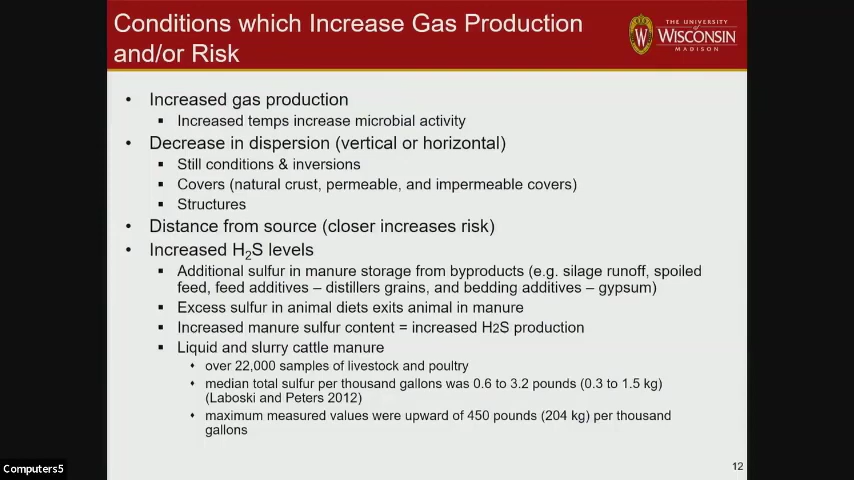 Conditions which Increase Gas Production
and/or Risk
THE UNIVERSITY
of
WISCONSIN
MADISON
W
• Increased gas production
▪ Increased temps increase microbial activity
• Decrease in dispersion (vertical or horizontal)
▪ Still conditions & inversions
▪ Covers (natural crust, permeable, and impermeable covers)
▪ Structures
• Distance from source (closer increases risk)
• Increased H₂S levels
▪ Additional sulfur in manure storage from byproducts (e.g. silage runoff, spoiled
feed, feed additives – distillers grains, and bedding additives – gypsum)
▪ Excess sulfur in animal diets exits animal in manure
▪ Increased manure sulfur content = increased H2S production
▪ Liquid and slurry cattle manure
⬧ over 22,000 samples of livestock and poultry
⬧ median total sulfur per thousand gallons was 0.6 to 3.2 pounds (0.3 to 1.5 kg)
(Laboski and Peters 2012)
⬧ maximum measured values were upward of 450 pounds (204 kg) per thousand
gallons
Computers5
12